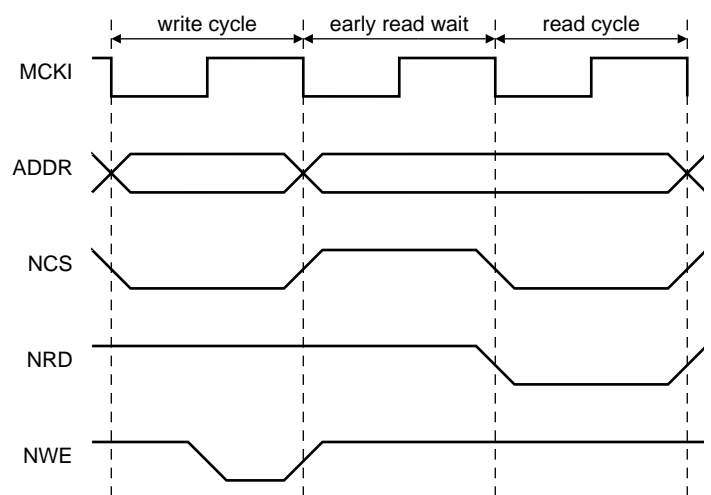 write cycle early read wait read cycle
MCKI
ADDR
NCS
NRD
NWE